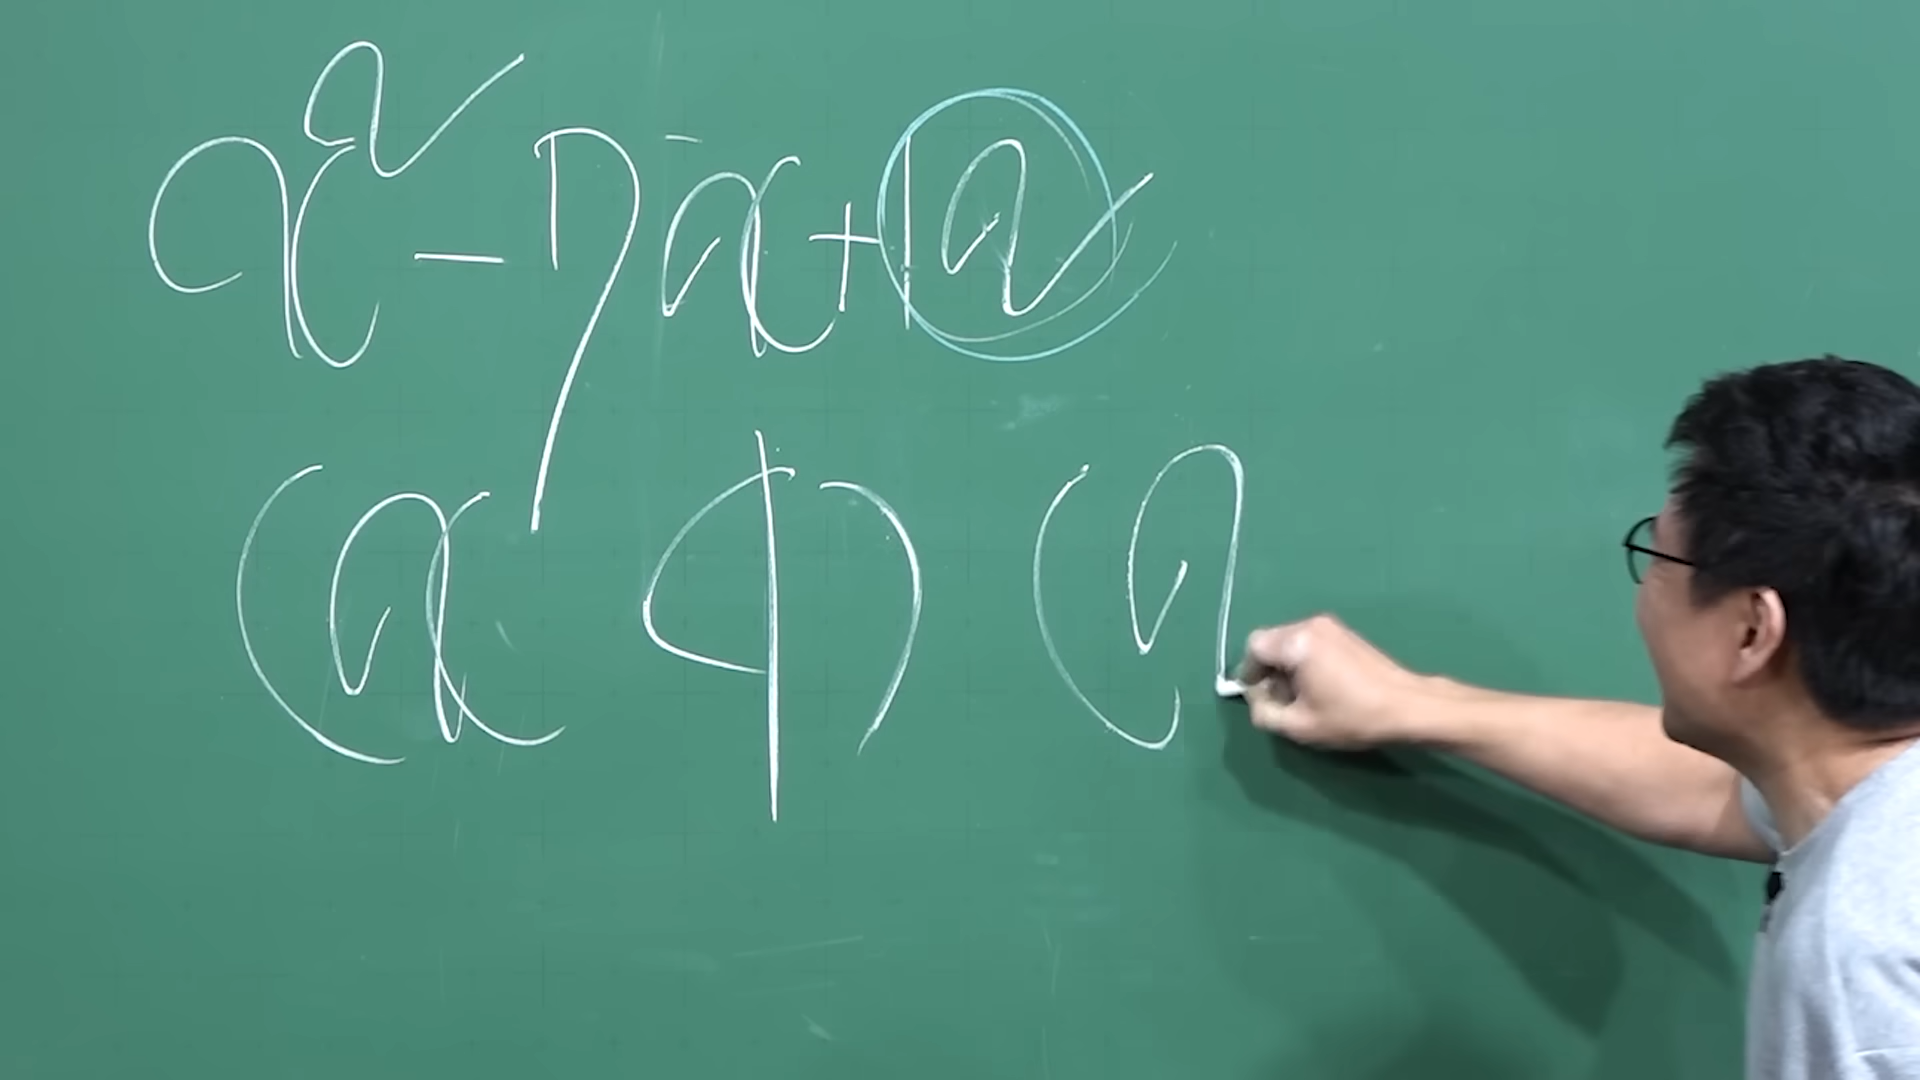 x² - 7x + 12
(x 4) (x